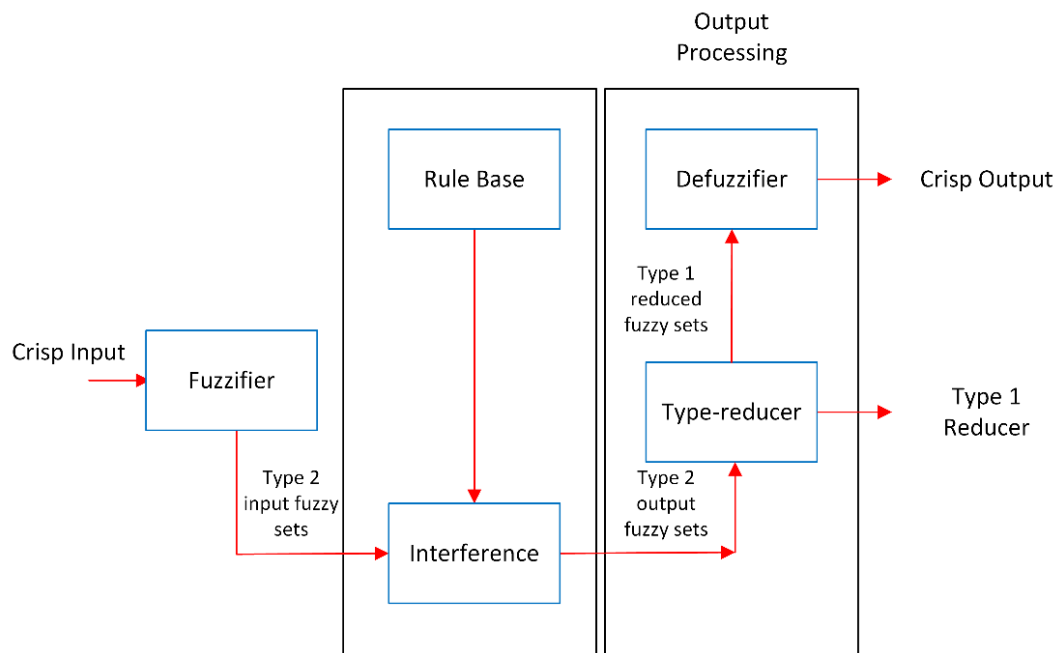 Output
Processing
Rule Base
Defuzzifier
Crisp Output
Type 1
reduced
fuzzy sets
Crisp Input
Fuzzifier
Type-reducer
Type 1
Reducer
Type 2
input fuzzy
sets
Type 2
output
fuzzy sets
Interference